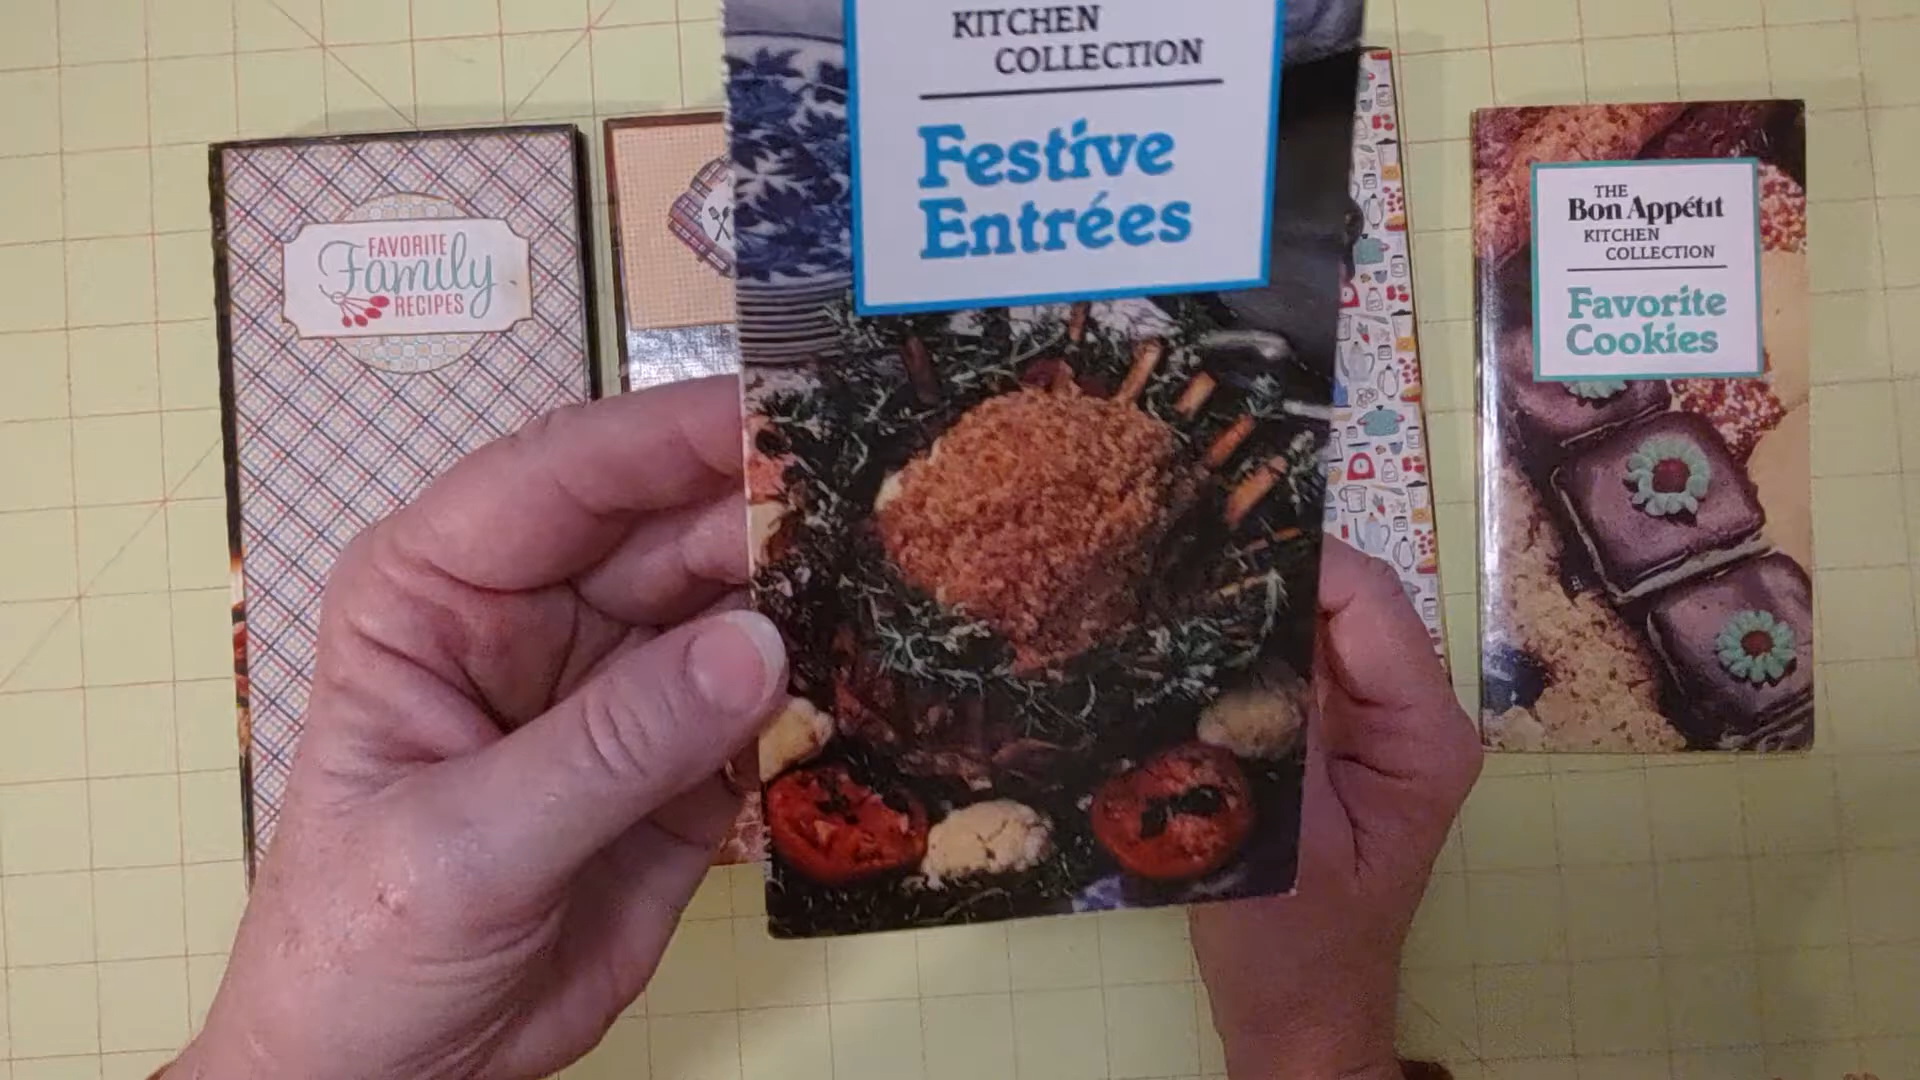 KITCHEN
COLLECTION
Festive
Entrées
FAVORITE
Family
RECIPES
THE
Bon Appétit
KITCHEN
COLLECTION
Favorite
Cookies